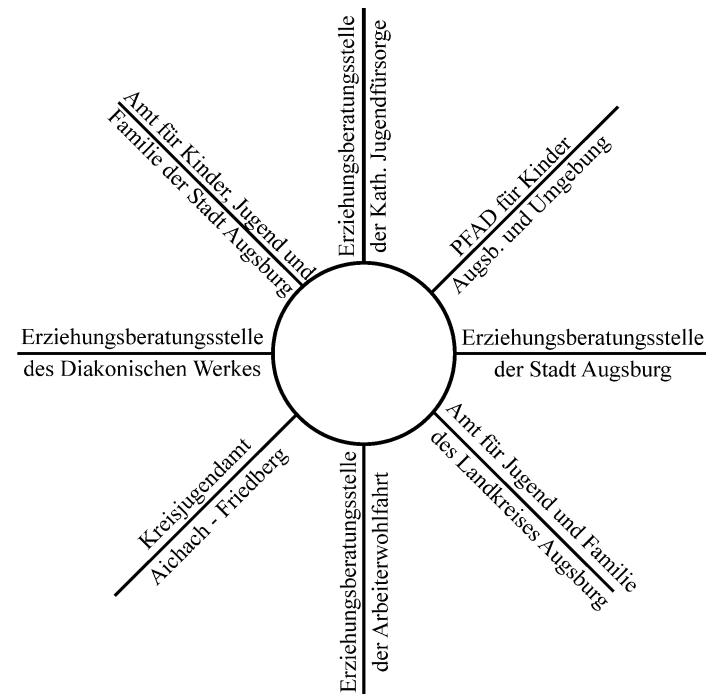 Erziehungsberatungsstelle
der Kath. Jugendfürsorge
PFAD für Kinder
Augsb. und Umgebung
Erziehungsberatungsstelle
der Stadt Augsburg
Amt für Jugend und Familie
des Landkreises Augsburg
Erziehungsberatungsstelle
der Arbeiterwohlfahrt
Kreisjugendamt
Aichach - Friedberg
Erziehungsberatungsstelle
des Diakonischen Werkes
Amt für Kinder, Jugend und
Familie der Stadt Augsburg